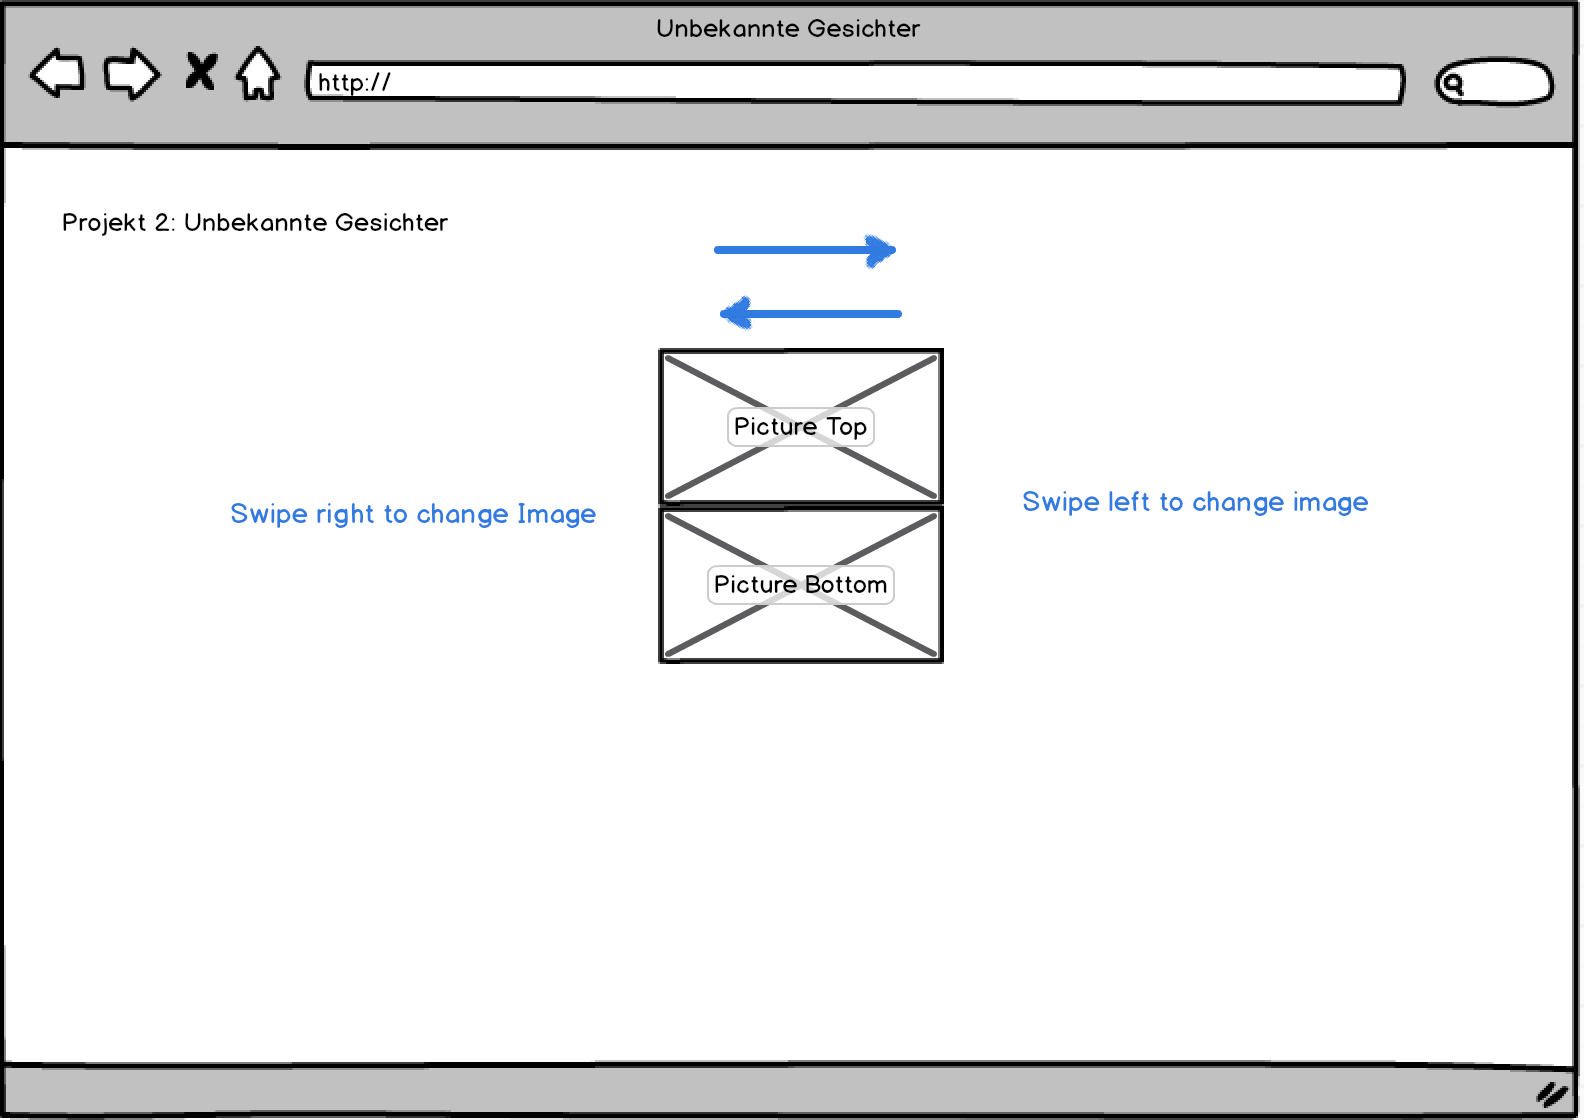 Unbekannte Gesichter
http://
Projekt 2: Unbekannte Gesichter
Picture Top
Swipe right to change Image
Swipe left to change image
Picture Bottom